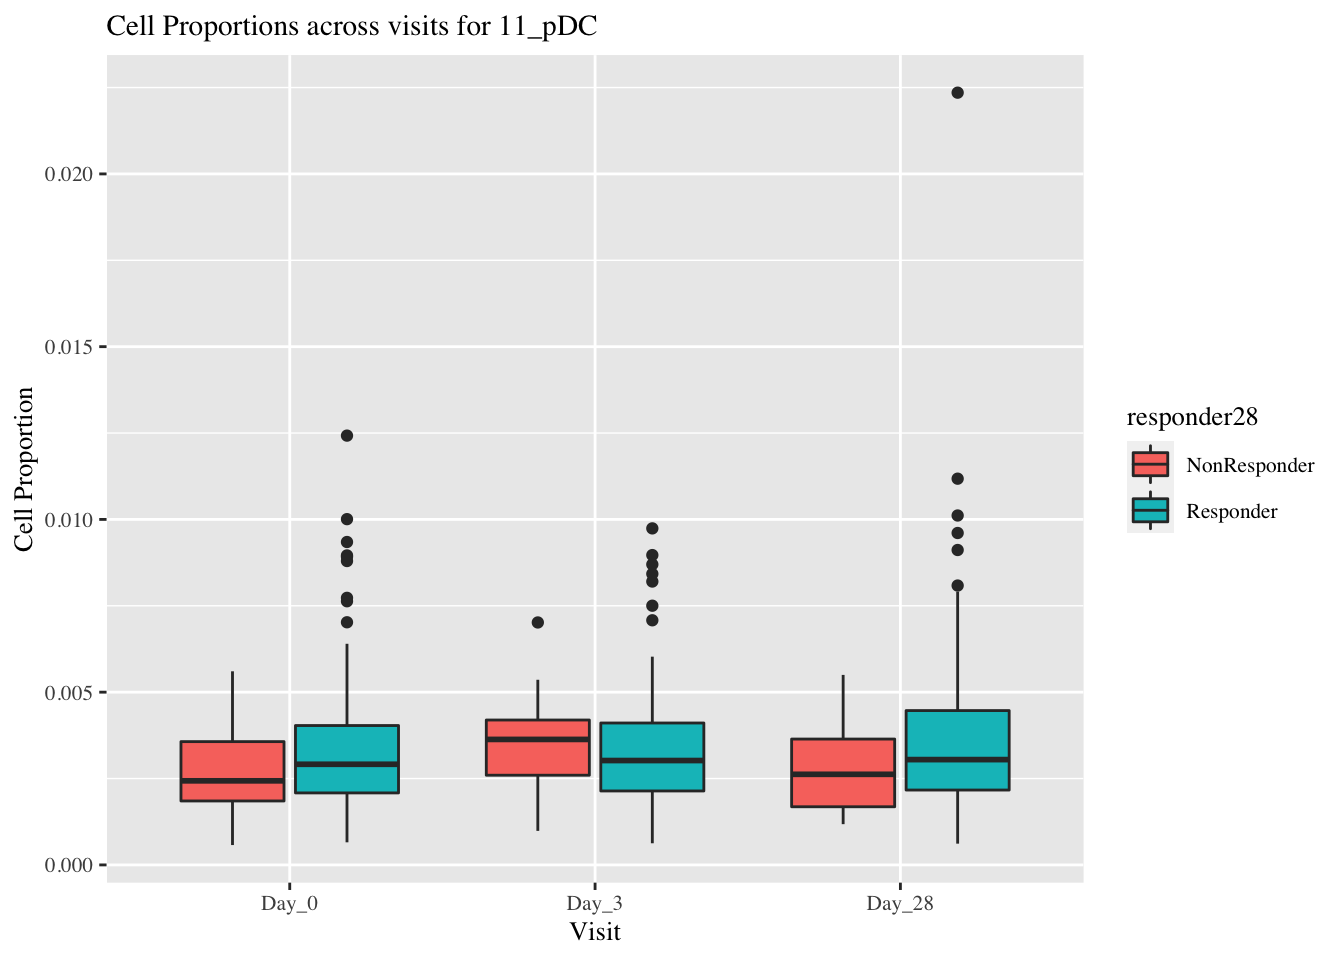 Cell Proportions across visits for 11_pDC
Cell Proportion
0.020
0.015
0.010
0.005
0.000
Day_0
Day_3
Day_28
Visit
responder28
NonResponder
Responder